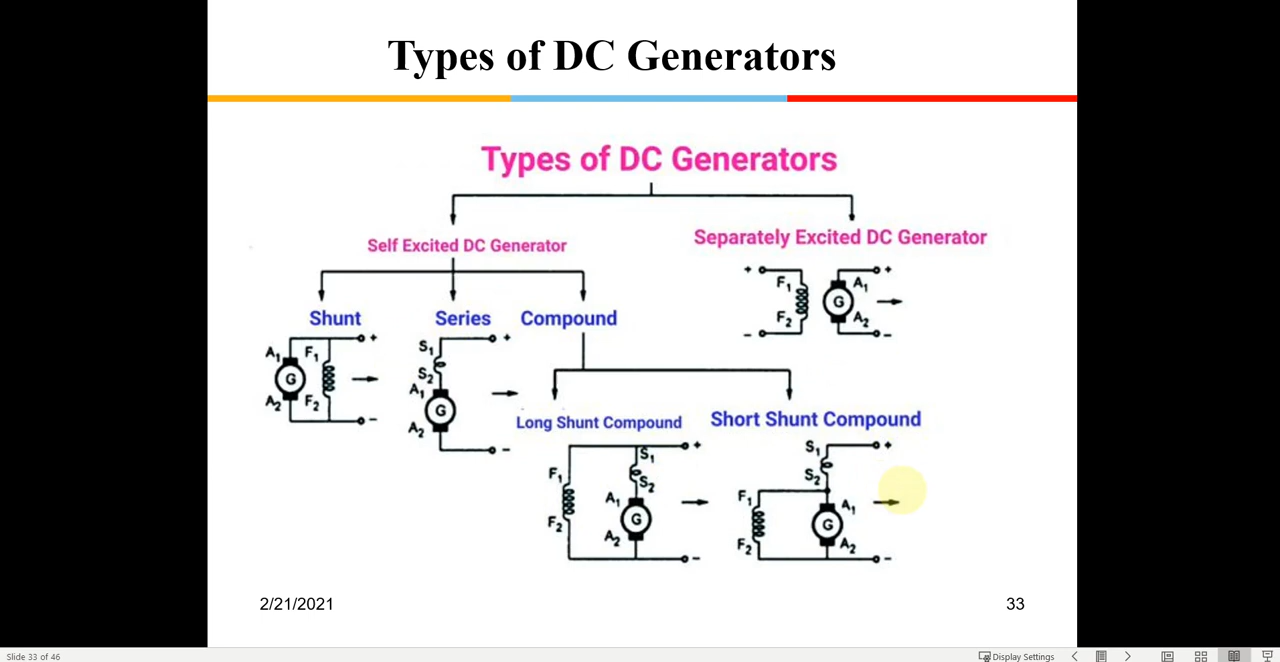 Types of DC Generators
Types of DC Generators
Self Excited DC Generator
Separately Excited DC Generator
+
F₁
F₂
−
G
A₁
A₂
+
−
Shunt
Series
Compound
A₁
A₂
G
F₁
F₂
+
−
S₁
S₂
A₁
A₂
G
+
−
Long Shunt Compound
Short Shunt Compound
F₁
F₂
S₁
S₂
A₁
A₂
G
+
−
S₁
S₂
F₁
F₂
A₁
A₂
G
+
−
2/21/2021
33
Slide 33 of 46
Display Settings